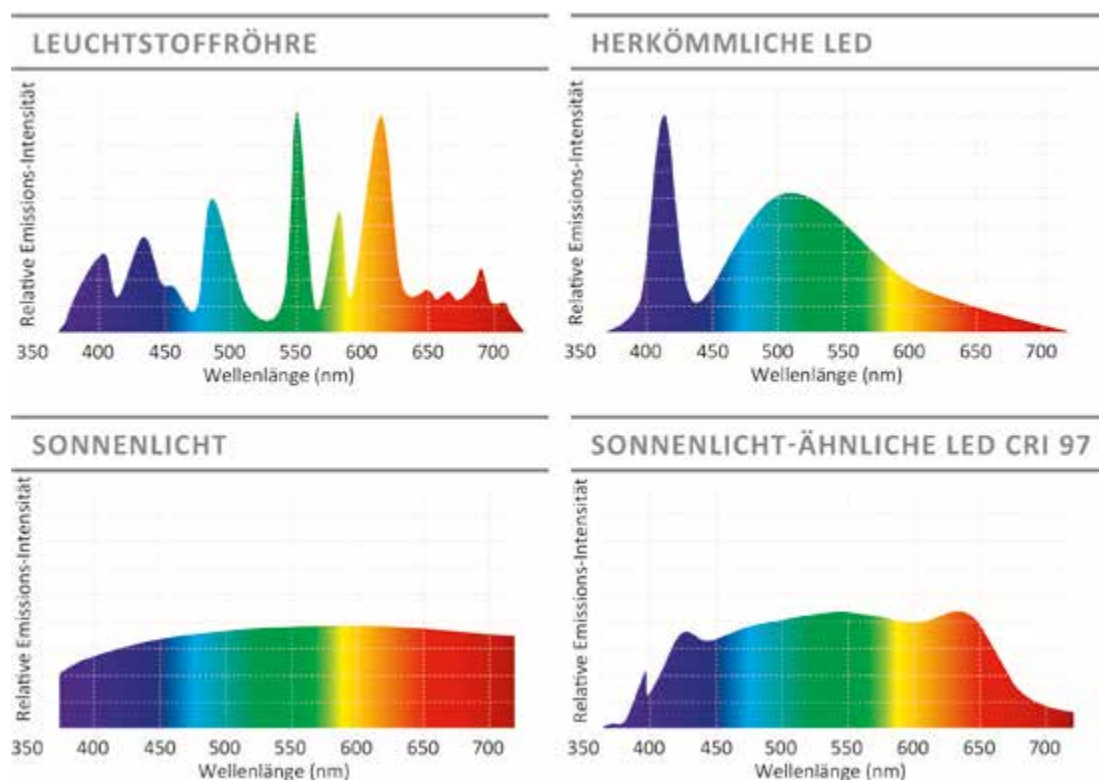 LEUCHTSTOFFRÖHRE
Relative Emissions-Intensität
350 400 450 500 550 600 650 700
Wellenlänge (nm)
HERKÖMMLICHE LED
Relative Emissions-Intensität
350 400 450 500 550 600 650 700
Wellenlänge (nm)
SONNENLICHT
Relative Emissions-Intensität
350 400 450 500 550 600 650 700
Wellenlänge (nm)
SONNENLICHT-ÄHNLICHE LED CRI 97
Relative Emissions-Intensität
350 400 450 500 550 600 650 700
Wellenlänge (nm)